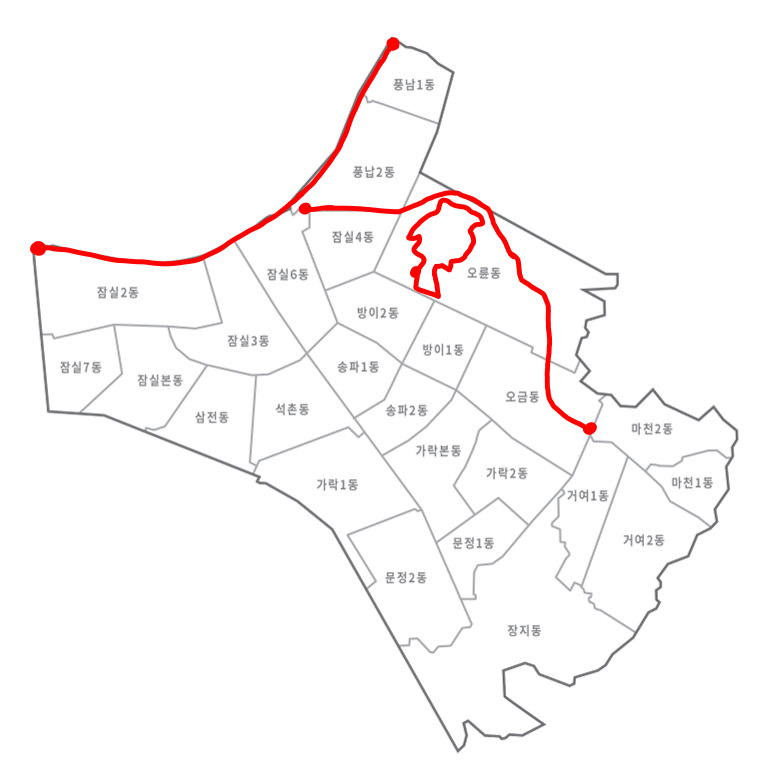 풍남1동
풍납2동
잠실4동
잠실6동
오륜동
잠실2동
방이2동
잠실3동
방이1동
잠실7동
송파1동
잠실본동
오금동
석촌동
송파2동
삼전동
마천2동
가락본동
가락2동
가락1동
마천1동
거여1동
문정1동
거여2동
문정2동
장지동